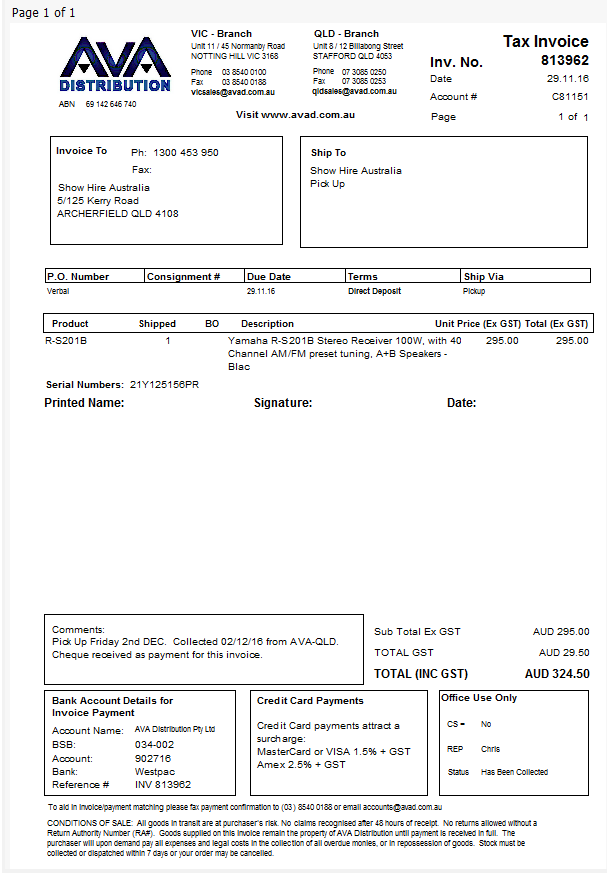 Page 1 of 1
AVA
DISTRIBUTION
ABN 69 142 646 740
VIC - Branch
Unit 11 / 45 Normanby Road
NOTTING HILL VIC 3168
Phone 03 8540 0100
Fax 03 8540 0188
vicsales@avad.com.au
QLD - Branch
Unit 8 / 12 Billabong Street
STAFFORD QLD 4053
Phone 07 3085 0250
Fax 07 3085 0253
qldsales@avad.com.au
Visit www.avad.com.au
Tax Invoice
Inv. No. 813962
Date 29.11.16
Account # C81151
Page 1 of 1
Invoice To Ph: 1300 453 950
Fax:
Show Hire Australia
5/125 Kerry Road
ARCHERFIELD QLD 4108
Ship To
Show Hire Australia
Pick Up
P.O. Number Consignment # Due Date Terms Ship Via
Verbal 29.11.16 Direct Deposit Pickup
Product Shipped BO Description Unit Price (Ex GST) Total (Ex GST)
R-S201B 1 Yamaha R-S201B Stereo Receiver 100W, with 40 295.00 295.00
Channel AM/FM preset tuning, A+B Speakers -
Blac
Serial Numbers: 21Y125156PR
Printed Name: Signature: Date:
Comments:
Pick Up Friday 2nd DEC. Collected 02/12/16 from AVA-QLD.
Cheque received as payment for this invoice.
Sub Total Ex GST AUD 295.00
TOTAL GST AUD 29.50
TOTAL (INC GST) AUD 324.50
Bank Account Details for
Invoice Payment
Account Name: AVA Distribution Pty Ltd
BSB: 034-002
Account: 902716
Bank: Westpac
Reference # INV 813962
Credit Card Payments
Credit Card payments attract a
surcharge:
MasterCard or VISA 1.5% + GST
Amex 2.5% + GST
Office Use Only
CS = No
REP Chris
Status Has Been Collected
To aid in invoice/payment matching please fax payment confirmation to (03) 8540 0188 or email accounts@avad.com.au
CONDITIONS OF SALE: All goods in transit are at purchaser's risk. No claims recognised after 48 hours of receipt. No returns allowed without a
Return Authority Number (RA#). Goods supplied on this invoice remain the property of AVA Distribution until payment is received in full. The
purchaser will upon demand pay all expenses and legal costs in the collection of all overdue monies, or in repossession of goods. Stock must be
collected or dispatched within 7 days or your order may be cancelled.